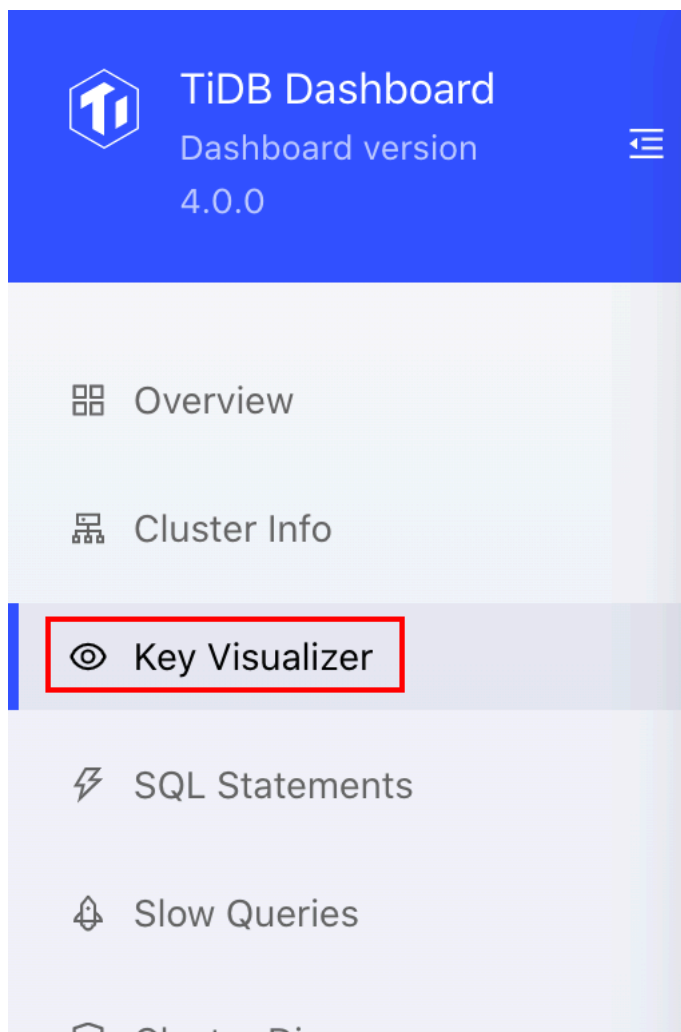 TiDB Dashboard
Dashboard version
4.0.0
Overview
Cluster Info
Key Visualizer
SQL Statements
Slow Queries